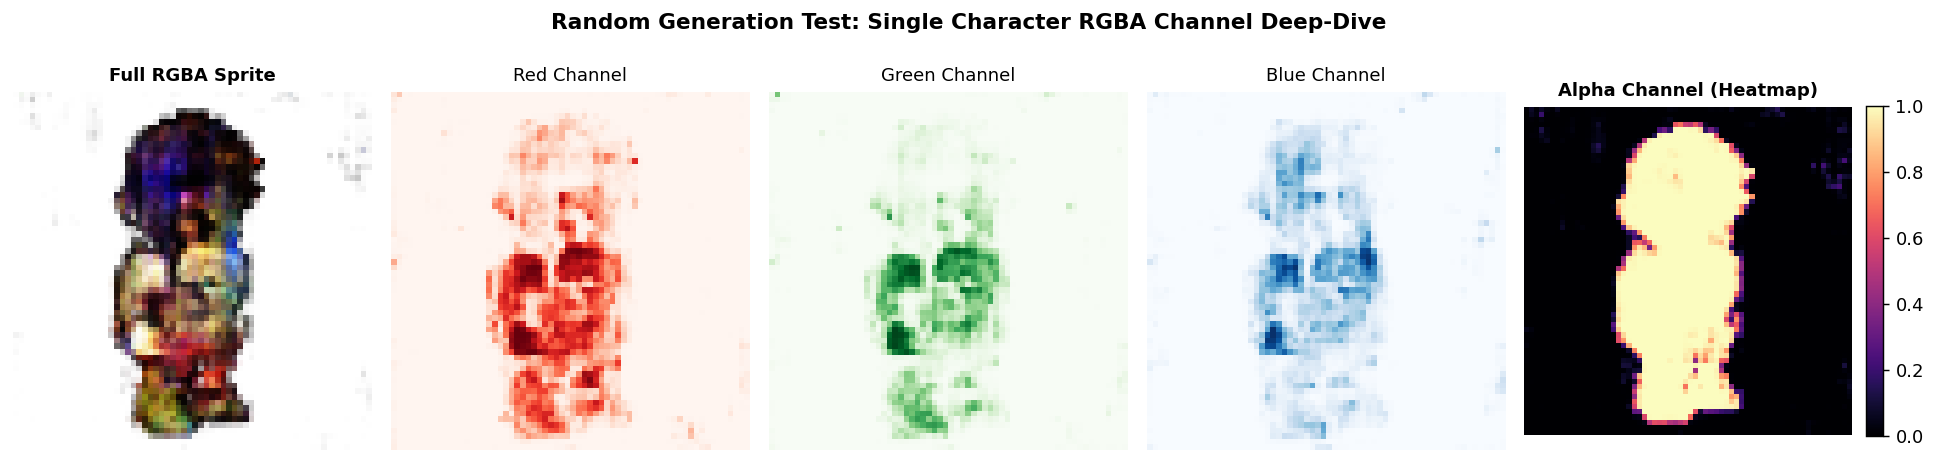 Random Generation Test: Single Character RGBA Channel Deep-Dive
Full RGBA Sprite
Red Channel
Green Channel
Blue Channel
Alpha Channel (Heatmap)
1.0
0.8
0.6
0.4
0.2
0.0